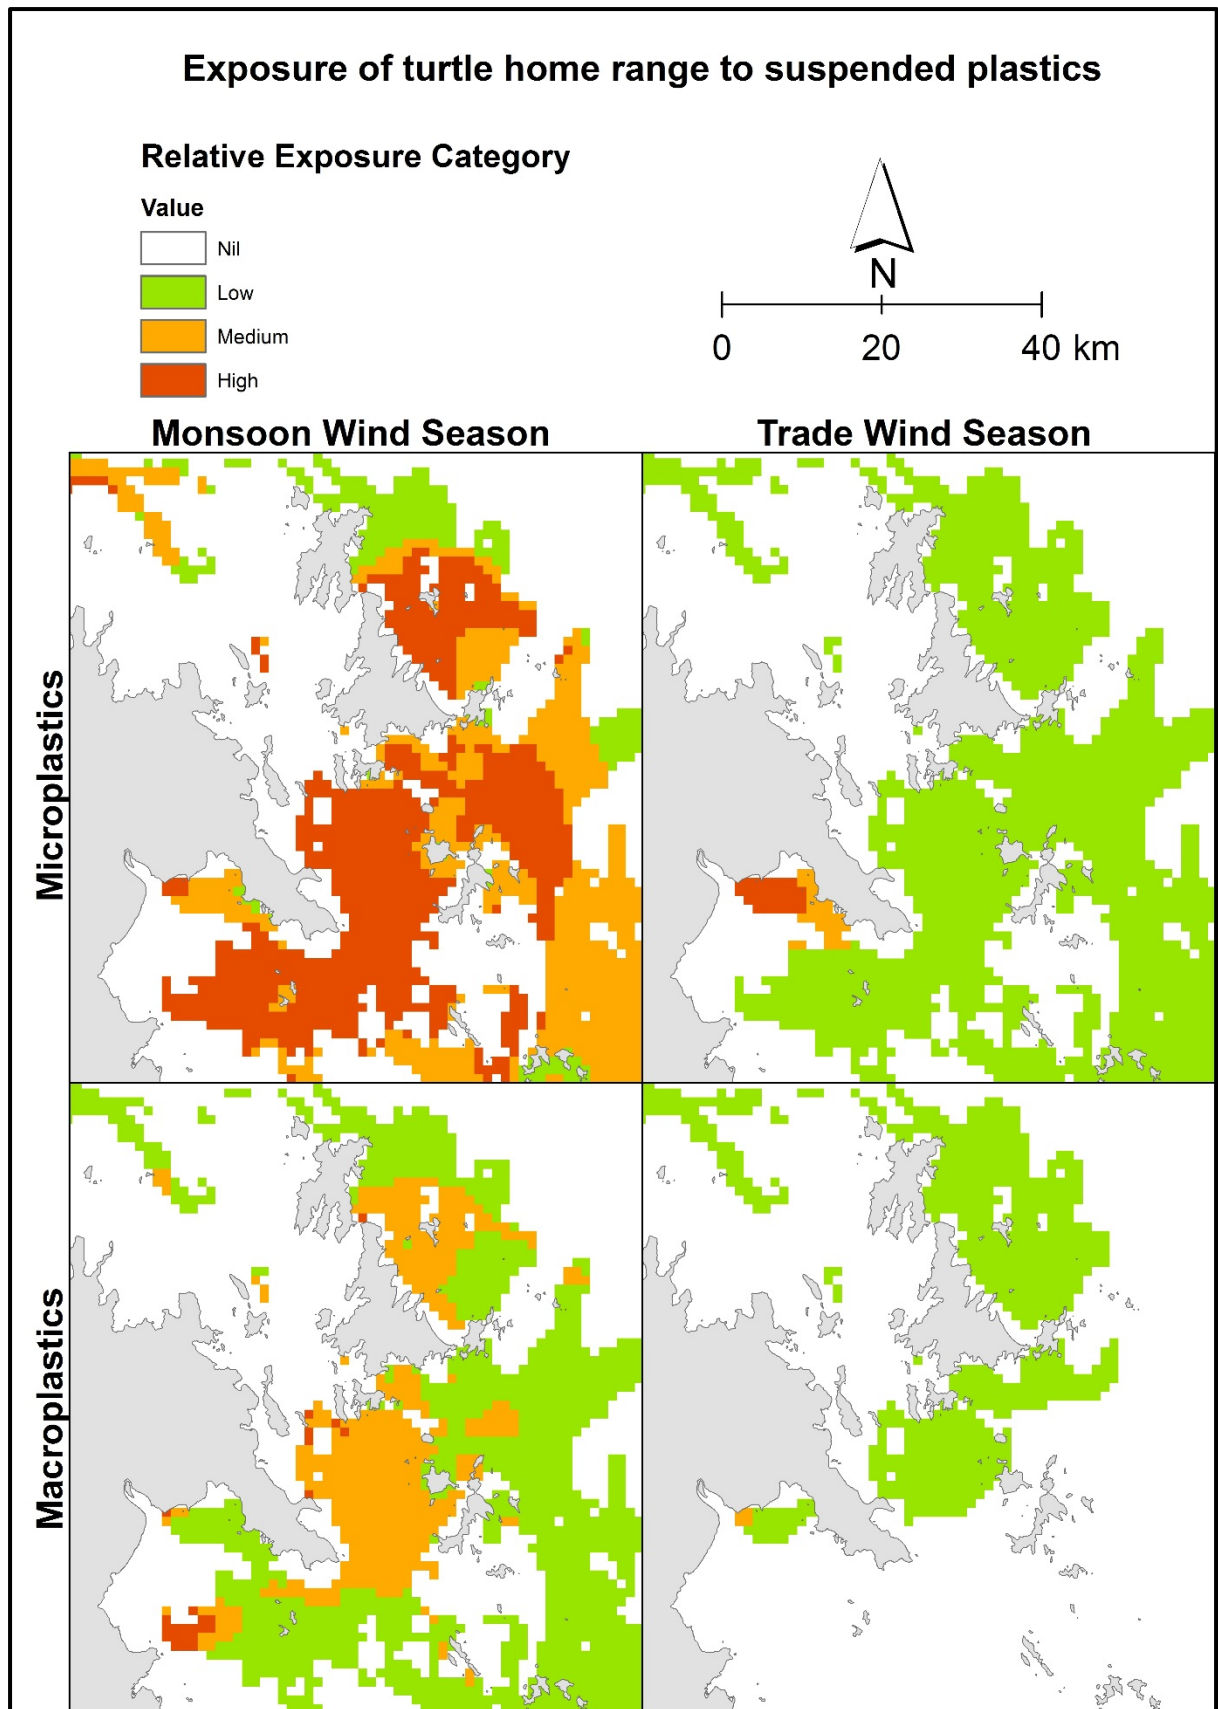 Exposure of turtle home range to suspended plastics
Relative Exposure Category
Value
Nil
Low
Medium
High
N
0 20 40 km
Monsoon Wind Season
Trade Wind Season
Microplastics
Macroplastics